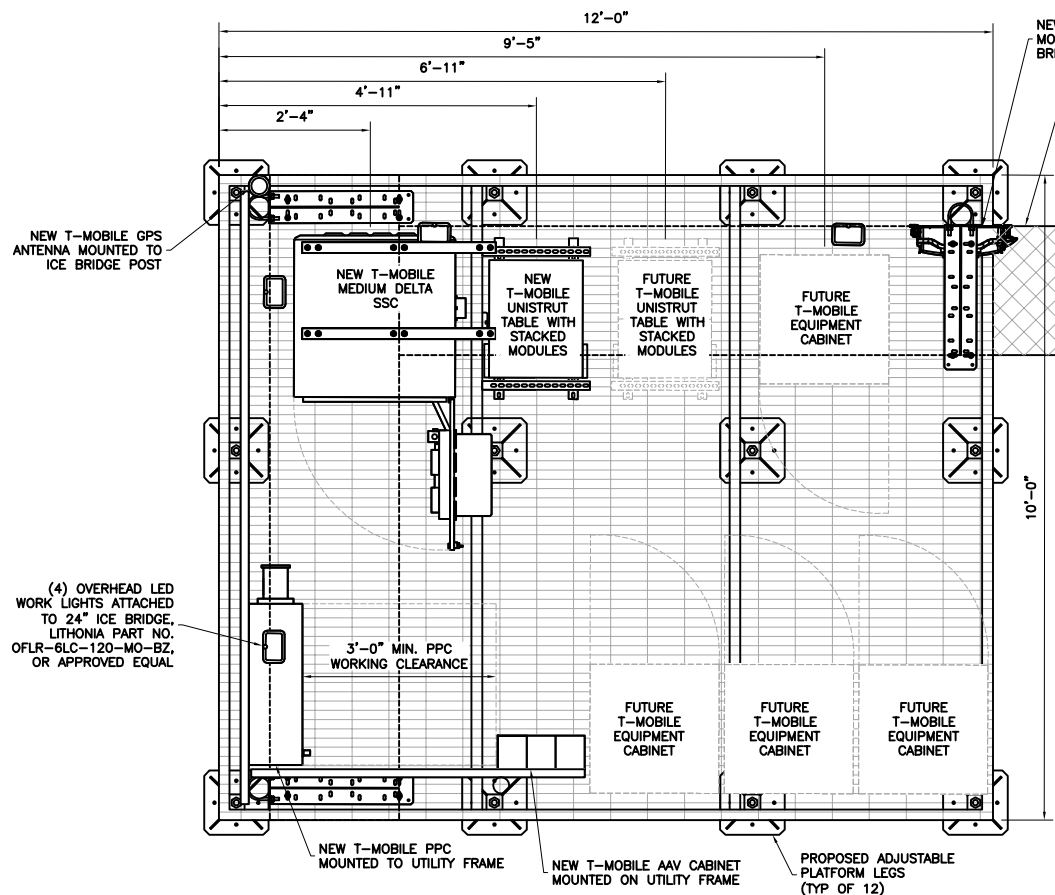 12'-0"
9'-5"
6'-11"
4'-11"
2'-4"
NEW T-MOBILE GPS
ANTENNA MOUNTED TO
ICE BRIDGE POST
NEW T-MOBILE
MEDIUM DELTA
SSC
NEW
T-MOBILE
UNISTRUT
TABLE WITH
STACKED
MODULES
FUTURE
T-MOBILE
UNISTRUT
TABLE WITH
STACKED
MODULES
FUTURE
T-MOBILE
EQUIPMENT
CABINET
10'-0"
(4) OVERHEAD LED
WORK LIGHTS ATTACHED
TO 24" ICE BRIDGE,
LITHONIA PART NO.
OFLR-6LC-120-MO-BZ,
OR APPROVED EQUAL
3'-0" MIN. PPC
WORKING CLEARANCE
FUTURE
T-MOBILE
EQUIPMENT
CABINET
FUTURE
T-MOBILE
EQUIPMENT
CABINET
FUTURE
T-MOBILE
EQUIPMENT
CABINET
NEW T-MOBILE PPC
MOUNTED TO UTILITY FRAME
NEW T-MOBILE AAV CABINET
MOUNTED ON UTILITY FRAME
PROPOSED ADJUSTABLE
PLATFORM LEGS
(TYP OF 12)